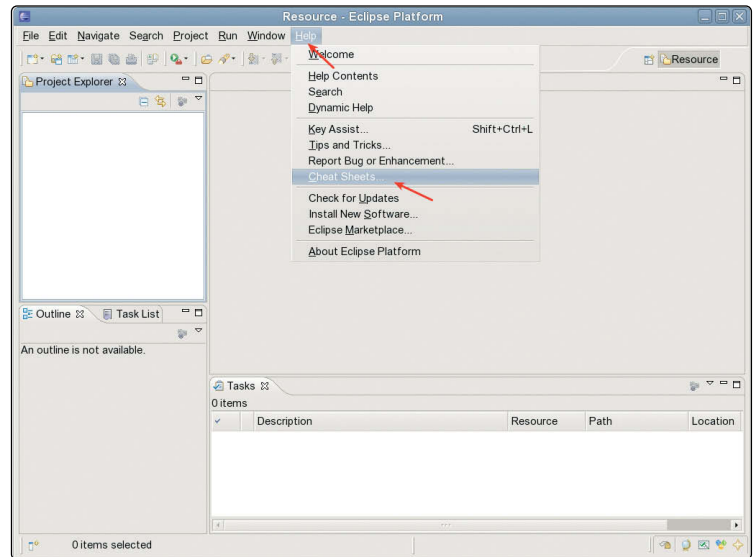 Resource - Eclipse Platform
File Edit Navigate Search Project Run Window Help
Resource
Project Explorer
Welcome
Help Contents
Search
Dynamic Help
Key Assist... Shift+Ctrl+L
Tips and Tricks...
Report Bug or Enhancement...
Cheat Sheets...
Check for Updates
Install New Software...
Eclipse Marketplace...
About Eclipse Platform
Outline Task List
An outline is not available.
Tasks
0 items
Description Resource Path Location
0 items selected